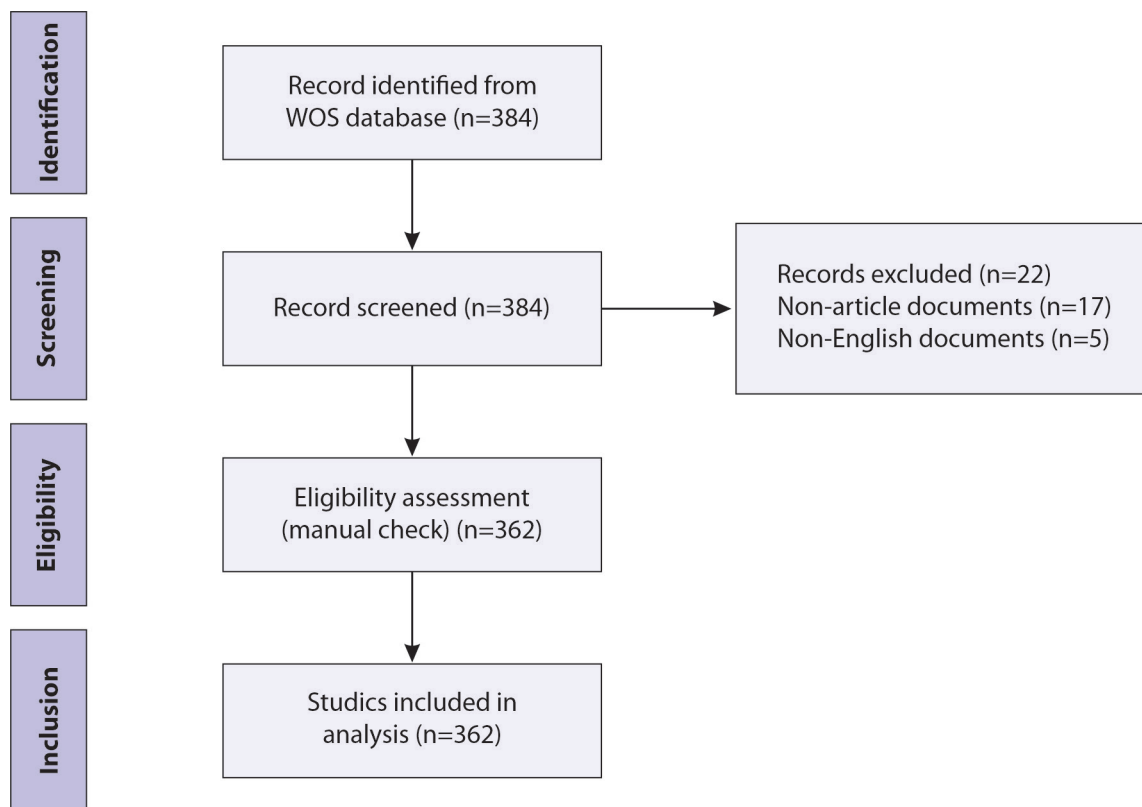 Identification
Record identified from
WOS database (n=384)
Screening
Record screened (n=384)
Records excluded (n=22)
Non-article documents (n=17)
Non-English documents (n=5)
Eligibility
Eligibility assessment
(manual check) (n=362)
Inclusion
Studics included in
analysis (n=362)